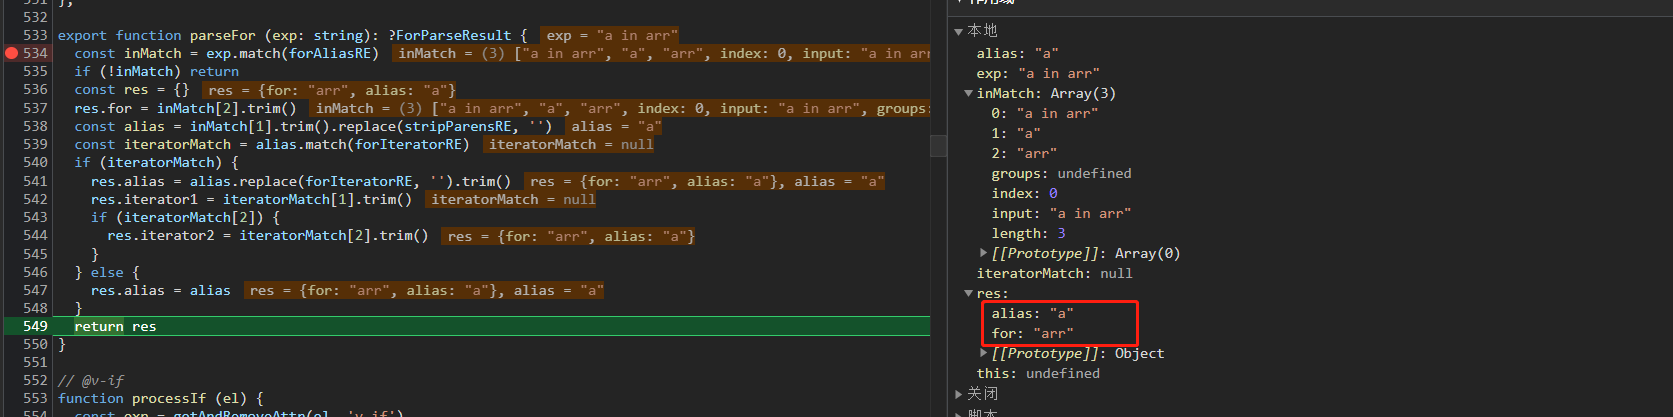 531 };
532
533 export function parseFor (exp: string): ?ForParseResult { exp = "a in arr"
534 const inMatch = exp.match(forAliasRE) inMatch = (3) ["a in arr", "a", "arr", index: 0, input: "a in arr
535 if (!inMatch) return
536 const res = {} res = {for: "arr", alias: "a"}
537 res.for = inMatch[2].trim() inMatch = (3) ["a in arr", "a", "arr", index: 0, input: "a in arr", groups:
538 const alias = inMatch[1].trim().replace(stripParensRE, '') alias = "a"
539 const iteratorMatch = alias.match(forIteratorRE) iteratorMatch = null
540 if (iteratorMatch) {
541 res.alias = alias.replace(forIteratorRE, '').trim() res = {for: "arr", alias: "a"}, alias = "a"
542 res.iterator1 = iteratorMatch[1].trim() iteratorMatch = null
543 if (iteratorMatch[2]) {
544 res.iterator2 = iteratorMatch[2].trim() res = {for: "arr", alias: "a"}
545 }
546 } else {
547 res.alias = alias res = {for: "arr", alias: "a"}, alias = "a"
548 }
549 return res
550 }
551
552 // @v-if
553 function processIf (el) {
554 const exp = getAndRemoveAttr(el, 'v-if')
作用域
本地
alias: "a"
exp: "a in arr"
inMatch: Array(3)
0: "a in arr"
1: "a"
2: "arr"
groups: undefined
index: 0
input: "a in arr"
length: 3
[[Prototype]]: Array(0)
iteratorMatch: null
res:
alias: "a"
for: "arr"
[[Prototype]]: Object
this: undefined
关闭
脚本